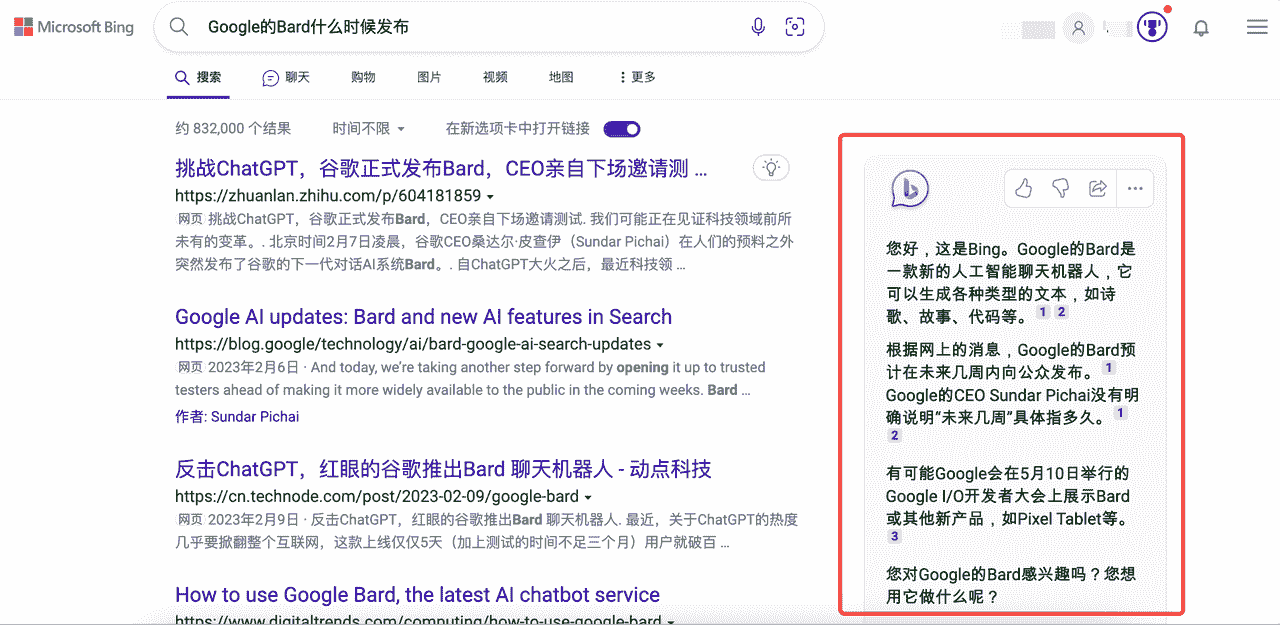 Microsoft Bing
Google的Bard什么时候发布
搜索
聊天
购物
图片
视频
地图
更多
约 832,000 个结果
时间不限
在新选项卡中打开链接
挑战ChatGPT，谷歌正式发布Bard，CEO亲自下场邀请测 ...
https://zhuanlan.zhihu.com/p/604181859
网页 挑战ChatGPT，谷歌正式发布Bard，CEO亲自下场邀请测试. 我们可能正在见证科技领域前所
未有的变革。. 北京时间2月7日凌晨，谷歌CEO桑达尔·皮查伊（Sundar Pichai）在人们的预料之外
突然发布了谷歌的下一代对话AI系统Bard。. 自ChatGPT大火之后，最近科技领 ...
Google AI updates: Bard and new AI features in Search
https://blog.google/technology/ai/bard-google-ai-search-updates
网页 2023年2月6日 · And today, we’re taking another step forward by opening it up to trusted
testers ahead of making it more widely available to the public in the coming weeks. Bard ...
作者: Sundar Pichai
反击ChatGPT，红眼的谷歌推出Bard 聊天机器人 - 动点科技
https://cn.technode.com/post/2023-02-09/google-bard
网页 2023年2月9日 · 反击ChatGPT，红眼的谷歌推出Bard 聊天机器人. 最近，关于ChatGPT的热度
几乎要掀翻整个互联网，这款上线仅仅5天（加上测试的时间不足三个月）用户就破百 ...
How to use Google Bard, the latest AI chatbot service
https://www.digitaltrends.com/computing/how-to-use-google-bard
您好，这是Bing。Google的Bard是
一款新的人工智能聊天机器人，它
可以生成各种类型的文本，如诗
歌、故事、代码等。 1 2
根据网上的消息，Google的Bard预
计在未来几周内向公众发布。 1
Google的CEO Sundar Pichai没有明
确说明“未来几周”具体指多久。 1
2
有可能Google会在5月10日举行的
Google I/O开发者大会上展示Bard
或其他新产品，如Pixel Tablet等。
3
您对Google的Bard感兴趣吗？您想
用它做什么呢？